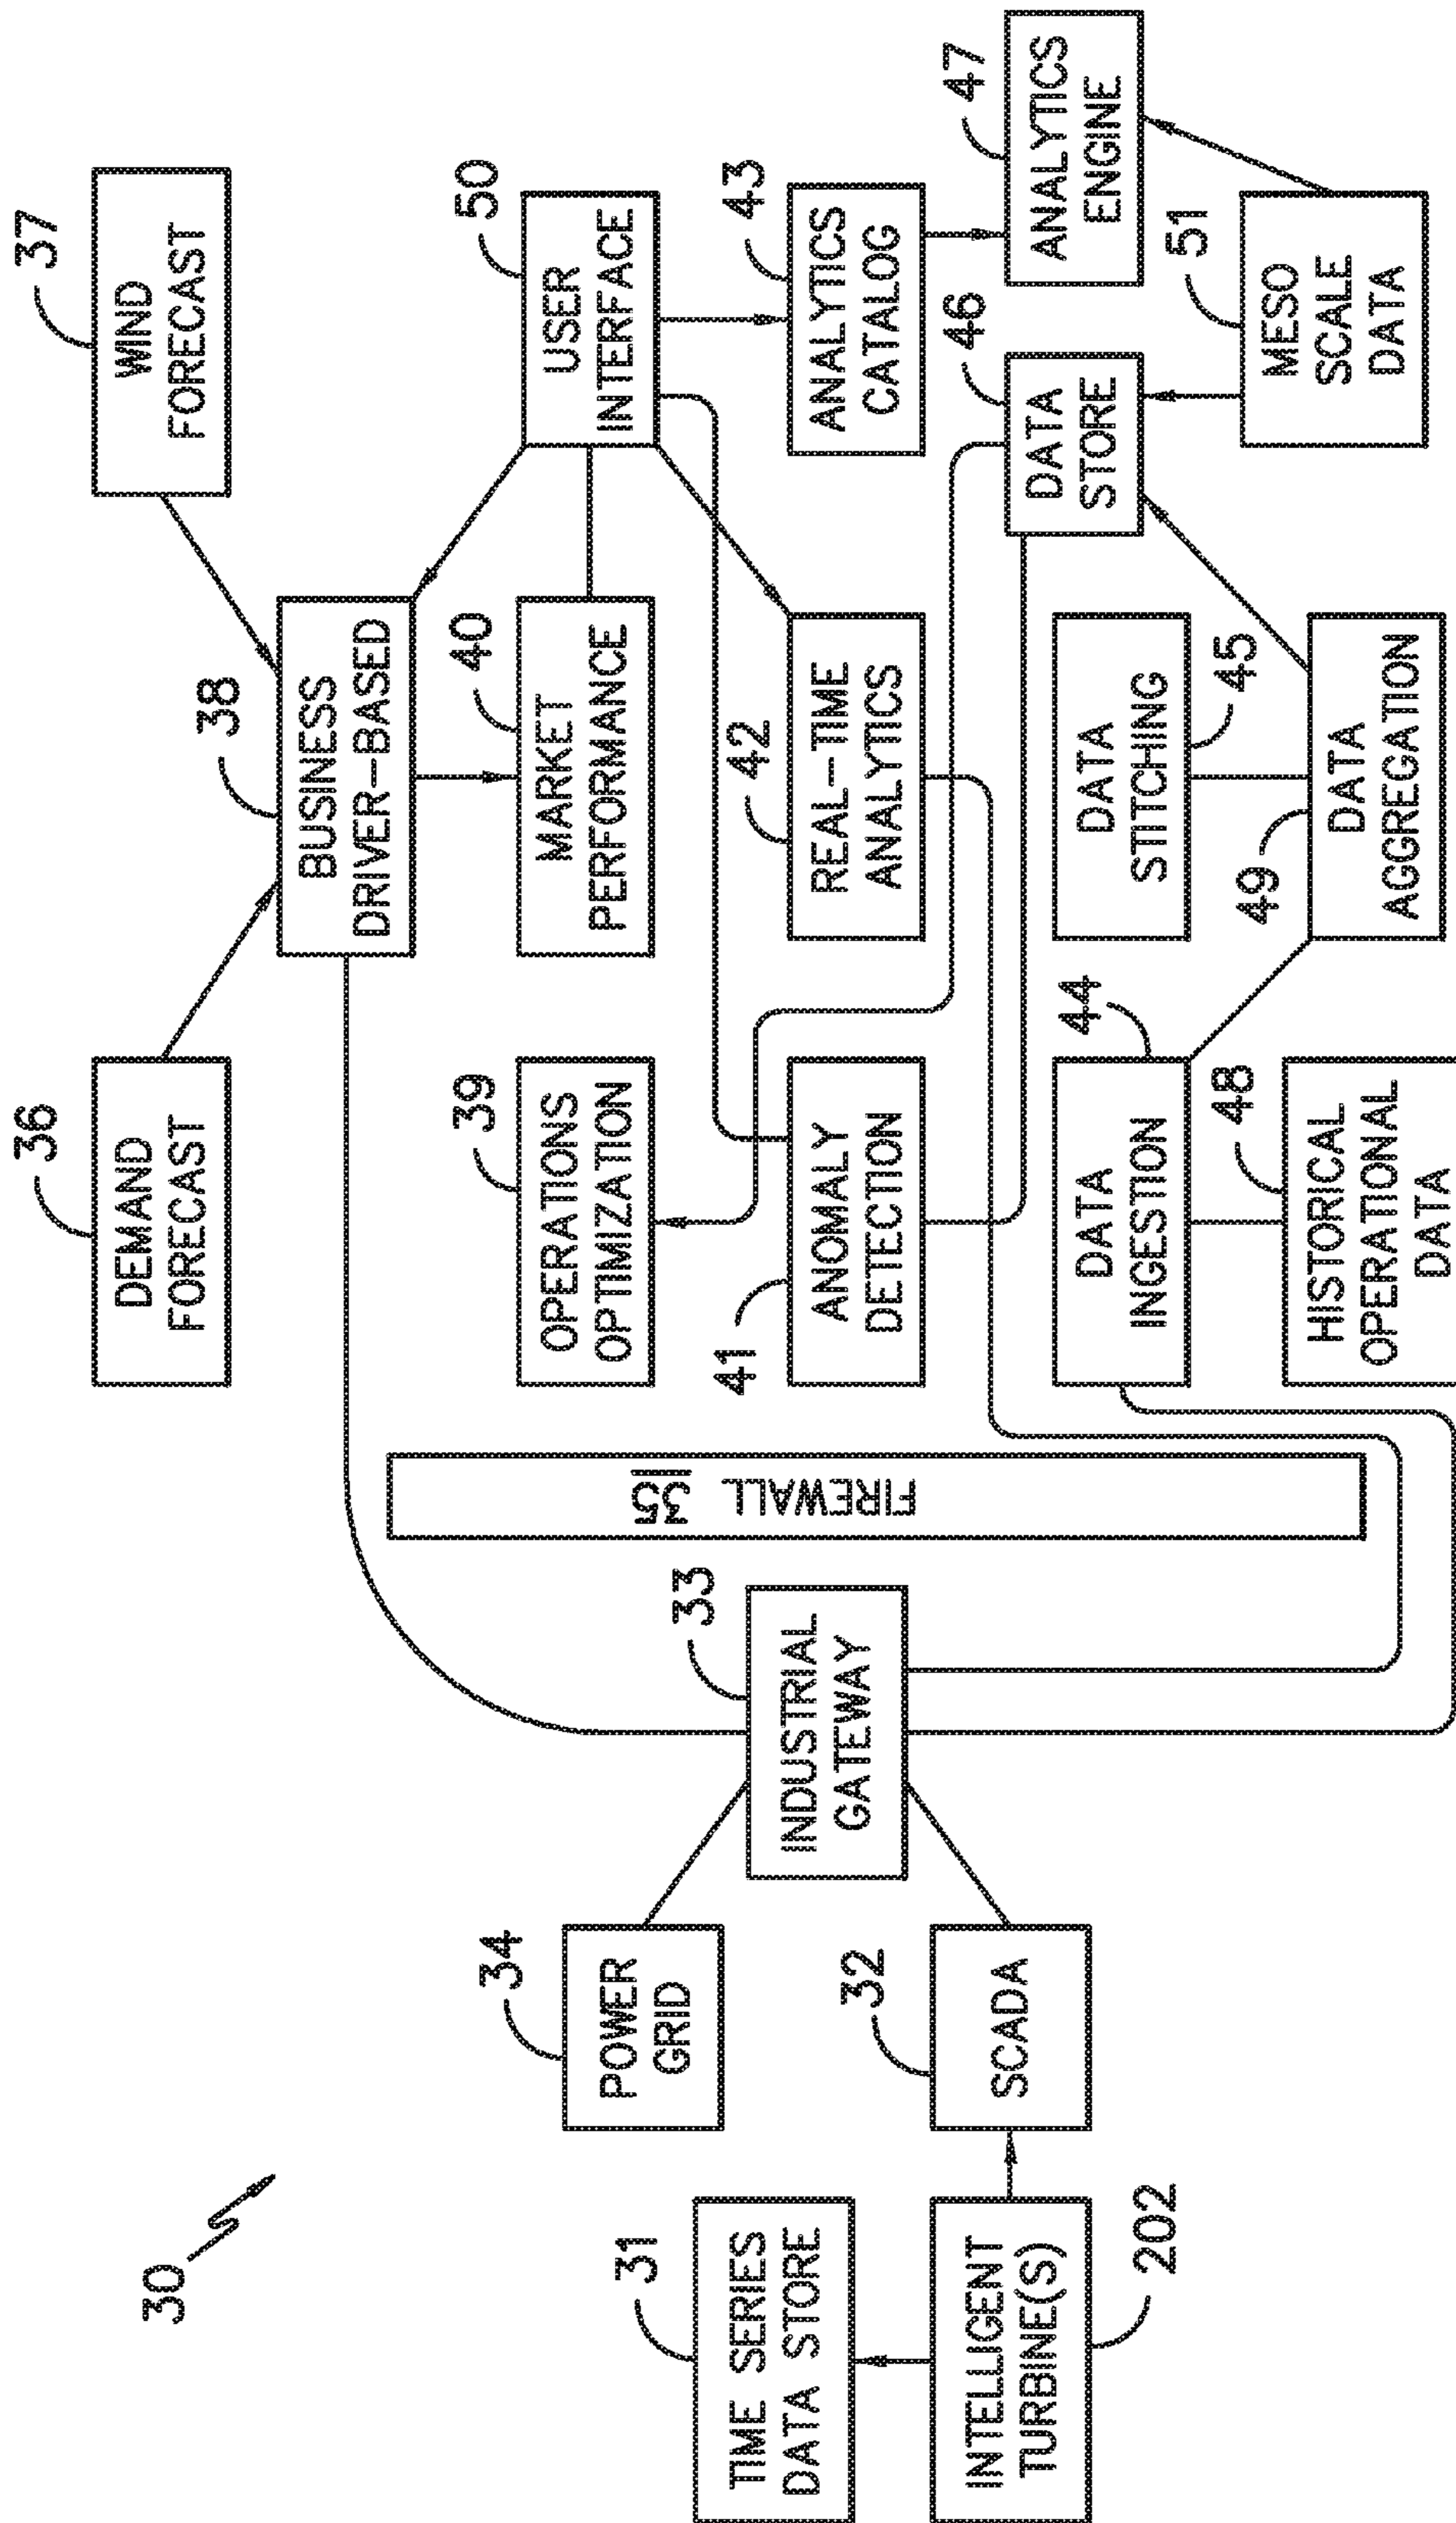 30
36
DEMAND
FORECAST
37
WIND
FORECAST
38
BUSINESS
DRIVER-BASED
34
POWER
GRID
39
OPERATIONS
OPTIMIZATION
40
MARKET
PERFORMANCE
50
USER
INTERFACE
31
TIME SERIES
DATA STORE
33
INDUSTRIAL
GATEWAY
FIREWALL 35
41
ANOMALY
DETECTION
42
REAL-TIME
ANALYTICS
43
ANALYTICS
CATALOG
INTELLIGENT
TURBINE(S)
202
32
SCADA
44
DATA
INGESTION
DATA
STITCHING
45
46
DATA
STORE
47
ANALYTICS
ENGINE
48
HISTORICAL
OPERATIONAL
DATA
49
DATA
AGGREGATION
51
MESO
SCALE
DATA